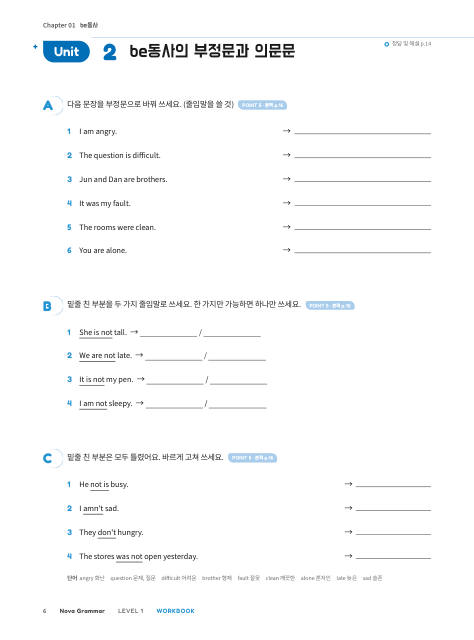 Chapter 01 be동사
Unit 2 be동사의 부정문과 의문문
정답 및 해설 p.14
A 다음 문장을 부정문으로 바꿔 쓰세요. (줄임말을 쓸 것)
1 I am angry. →
2 The question is difficult. →
3 Jun and Dan are brothers. →
4 It was my fault. →
5 The rooms were clean. →
6 You are alone. →
B 밑줄 친 부분을 두 가지 줄임말로 쓰세요. 한 가지만 가능하면 하나만 쓰세요.
1 She is not tall. → /
2 We are not late. → /
3 It is not my pen. → /
4 I am not sleepy. → /
C 밑줄 친 부분은 모두 틀렸어요. 바르게 고쳐 쓰세요.
1 He not is busy. →
2 I amn't sad. →
3 They don't hungry. →
4 The stores was not open yesterday. →
단어 angry 화난 question 문제, 질문 difficult 어려운 brother 형제 fault 잘못 clean 깨끗한 alone 혼자인 late 늦은 sad 슬픈
6 Nova Grammar LEVEL 1 WORKBOOK